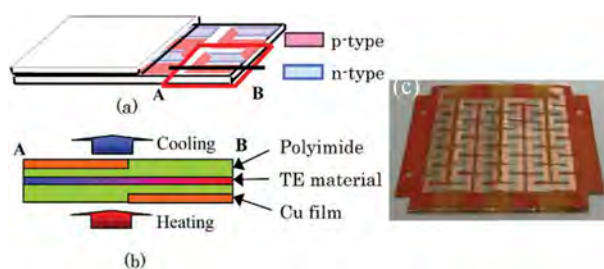 p-type
n-type
A
B
(a)
(c)
A
Cooling
B
Polyimide
TE material
Cu film
Heating
(b)